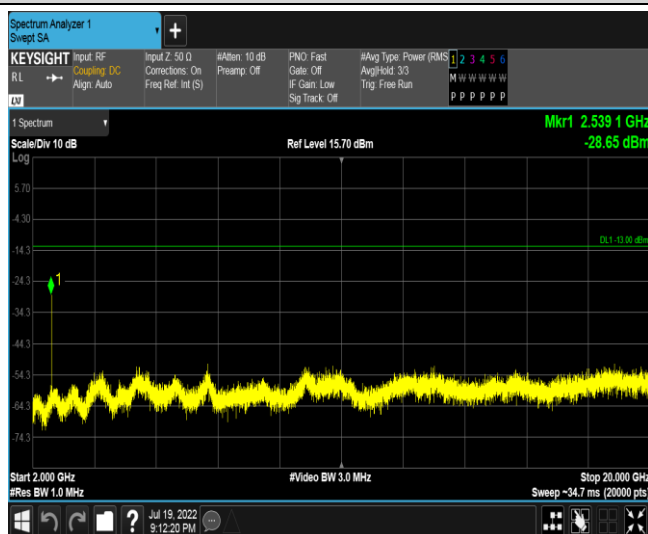 Spectrum Analyzer 1
Swept SA
+
KEYSIGHT
RL
LXI
Input: RF
Coupling: DC
Align: Auto
Input Z: 50 Ω
Corrections: On
Freq Ref: Int (S)
#Atten: 10 dB
Preamp: Off
PNO: Fast
Gate: Off
IF Gain: Low
Sig Track: Off
#Avg Type: Power (RMS
Avg|Hold: 3/3
Trig: Free Run
1 2 3 4 5 6
M W W W W W
P P P P P P
1 Spectrum
Mkr1 2.539 1 GHz
Scale/Div 10 dB
Ref Level 15.70 dBm
-28.65 dBm
Log
5.70
-4.30
DL1 -13.00 dBm
-14.3
-24.3
1
-34.3
-44.3
-54.3
-64.3
-74.3
Start 2.000 GHz
#Video BW 3.0 MHz
Stop 20.000 GHz
#Res BW 1.0 MHz
Sweep ~34.7 ms (20000 pts)
?
Jul 19, 2022
9:12:20 PM